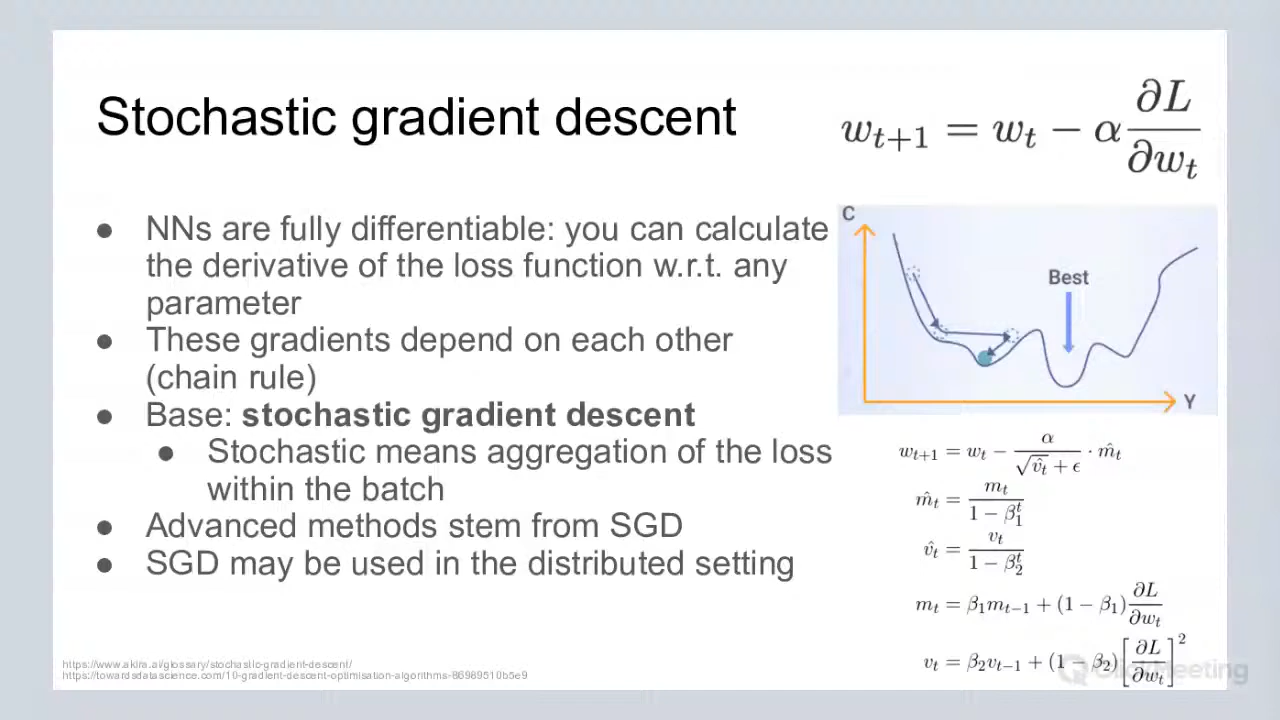 Stochastic gradient descent
w_{t+1} = w_t − α ∂L/∂w_t
● NNs are fully differentiable: you can calculate
the derivative of the loss function w.r.t. any
parameter
● These gradients depend on each other
(chain rule)
● Base: stochastic gradient descent
● Stochastic means aggregation of the loss
within the batch
● Advanced methods stem from SGD
● SGD may be used in the distributed setting
C
Best
Y
w_{t+1} = w_t − α/(√v̂_t + ϵ) · m̂_t
m̂_t = m_t/(1 − β_1^t)
v̂_t = v_t/(1 − β_2^t)
m_t = β_1 m_{t−1} + (1 − β_1) ∂L/∂w_t
v_t = β_2 v_{t−1} + (1 − β_2) [∂L/∂w_t]^2
https://www.akira.ai/glossary/stochastic-gradient-descent/
https://towardsdatascience.com/10-gradient-descent-optimisation-algorithms-86989510b5e9
ClickMeeting